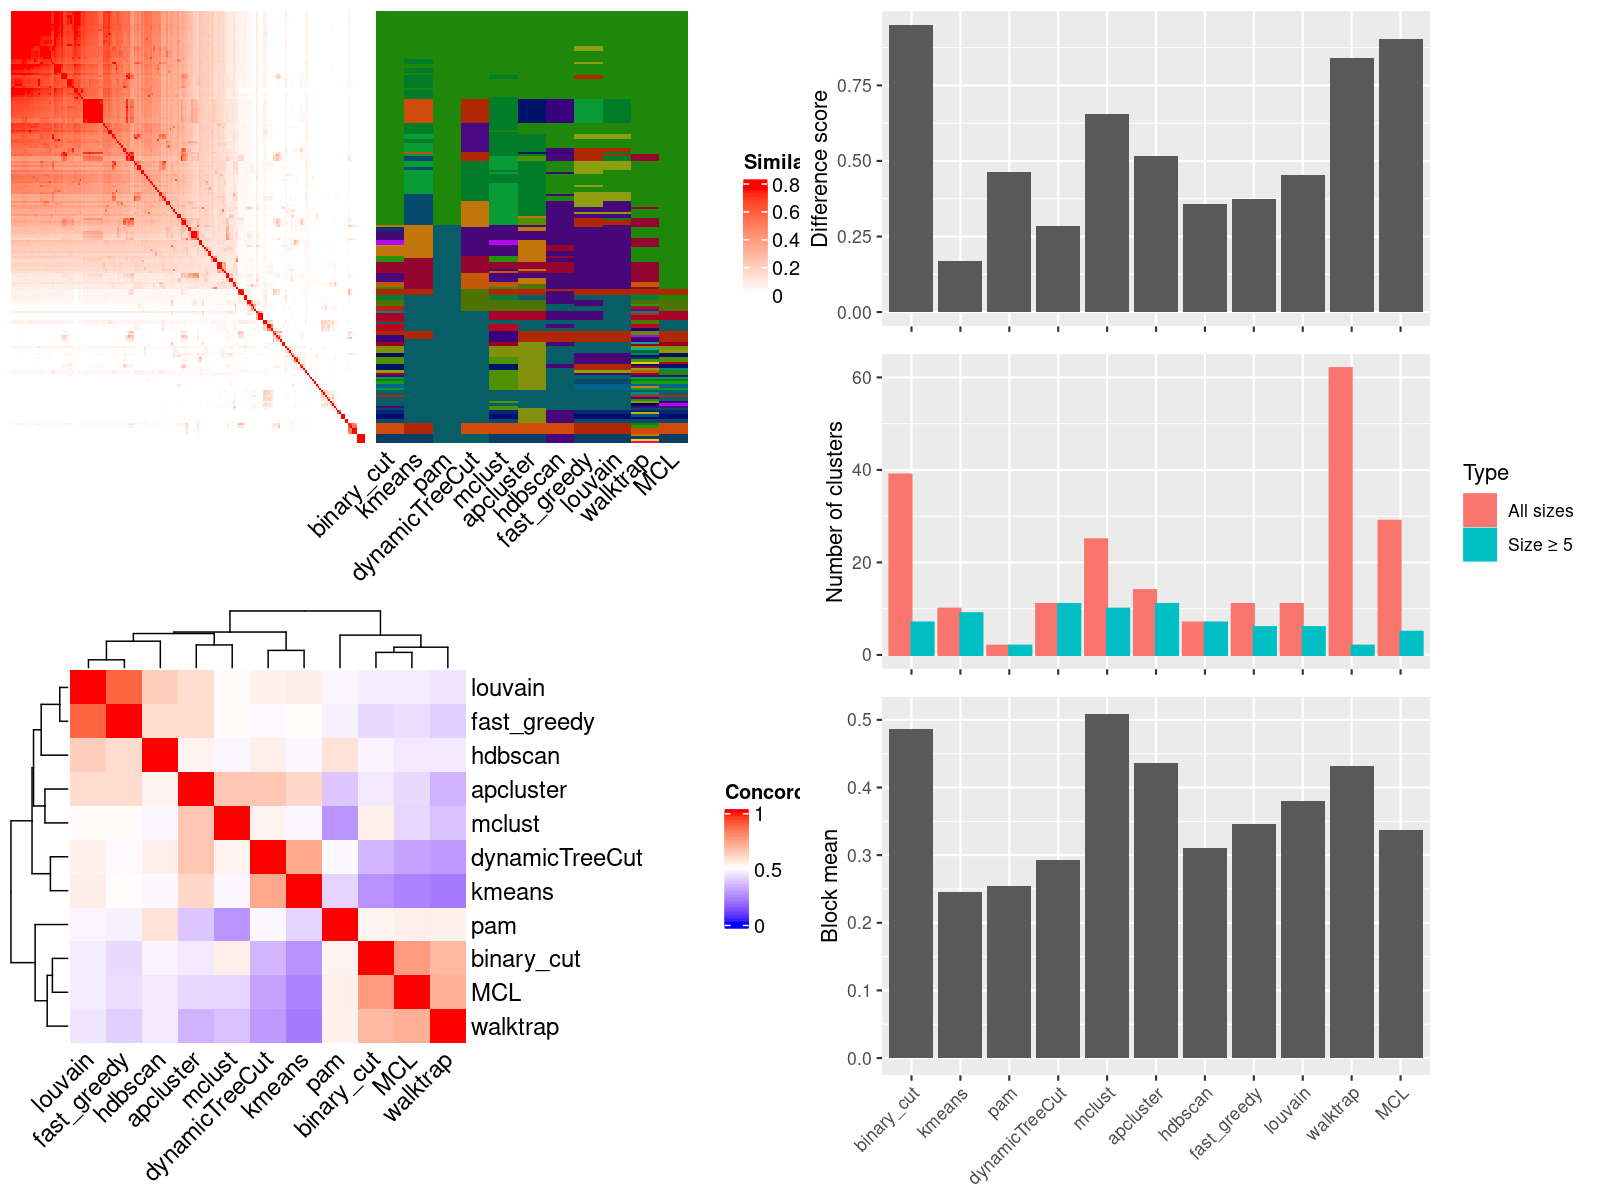 Simila
0.8
0.6
0.4
0.2
0
binary_cut
kmeans
pam
dynamicTreeCut
mclust
apcluster
hdbscan
fast_greedy
louvain
walktrap
MCL
Difference score
0.75
0.50
0.25
0.00
Number of clusters
60
40
20
0
Type
All sizes
Size ≥ 5
louvain
fast_greedy
hdbscan
apcluster
mclust
dynamicTreeCut
kmeans
pam
binary_cut
MCL
walktrap
louvain
fast_greedy
hdbscan
apcluster
mclust
dynamicTreeCut
kmeans
pam
binary_cut
MCL
walktrap
Concord
1
0.5
0
Block mean
0.5
0.4
0.3
0.2
0.1
0.0
binary_cut
kmeans
pam
dynamicTreeCut
mclust
apcluster
hdbscan
fast_greedy
louvain
walktrap
MCL